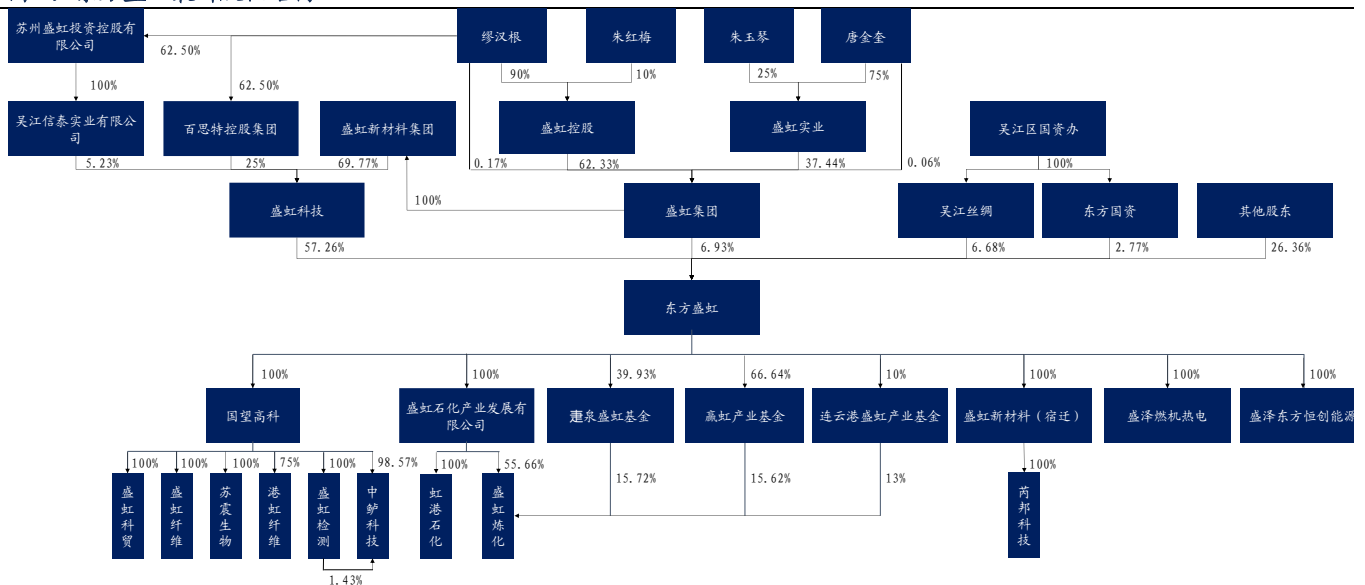 苏州盛虹投资控股有
限公司
缪汉根
朱红梅
朱玉琴
唐金奎
62.50%
90%
10%
25%
75%
100%
62.50%
吴江信泰实业有限公
司
百思特控股集团
盛虹新材料集团
盛虹控股
盛虹实业
吴江区国资办
5.23%
25%
69.77%
0.17%
62.33%
37.44%
0.06%
100%
100%
盛虹科技
盛虹集团
吴江丝绸
东方国资
其他股东
57.26%
6.93%
6.68%
2.77%
26.36%
东方盛虹
100%
100%
39.93%
66.64%
10%
100%
100%
100%
国望高科
盛虹石化产业发展有
限公司
泉盛虹基金
赢虹产业基金
连云港盛虹产业基金
盛虹新材料（宿迁）
盛泽燃机热电
盛泽东方恒创能源
100%
100%
100%
75%
100%
98.57%
100%
55.66%
15.72%
15.62%
13%
100%
盛虹科贸
盛虹纤维
苏震生物
港虹纤维
盛虹检测
中鲈科技
虹港石化
盛虹炼化
芮邦科技
1.43%